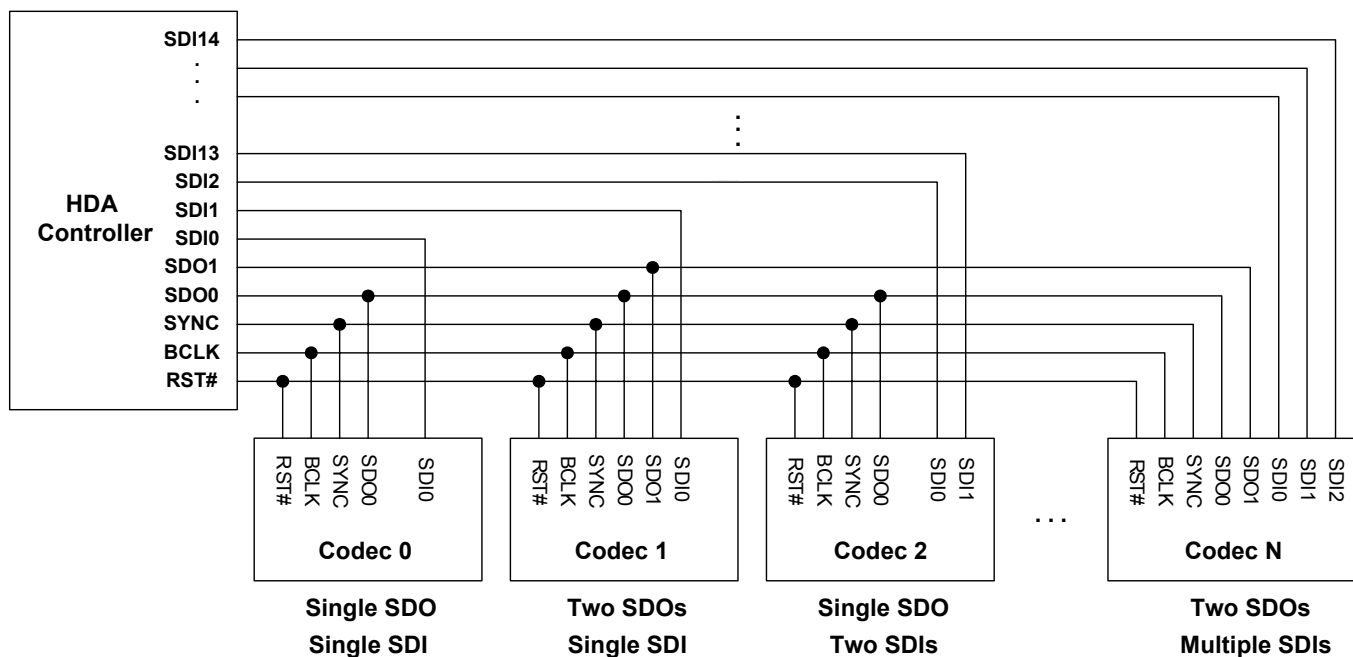 SDI14
.
.
.
SDI13
SDI2
SDI1
SDI0
SDO1
SDO0
SYNC
BCLK
RST#
HDA
Controller
. . .
RST#
BCLK
SYNC
SDO0
SDI0
Codec 0
Single SDO
Single SDI
RST#
BCLK
SYNC
SDO0
SDO1
SDI0
Codec 1
Two SDOs
Single SDI
RST#
BCLK
SYNC
SDO0
SDI0
SDI1
Codec 2
Single SDO
Two SDIs
. . .
RST#
BCLK
SYNC
SDO0
SDO1
SDI0
SDI1
SDI2
Codec N
Two SDOs
Multiple SDIs